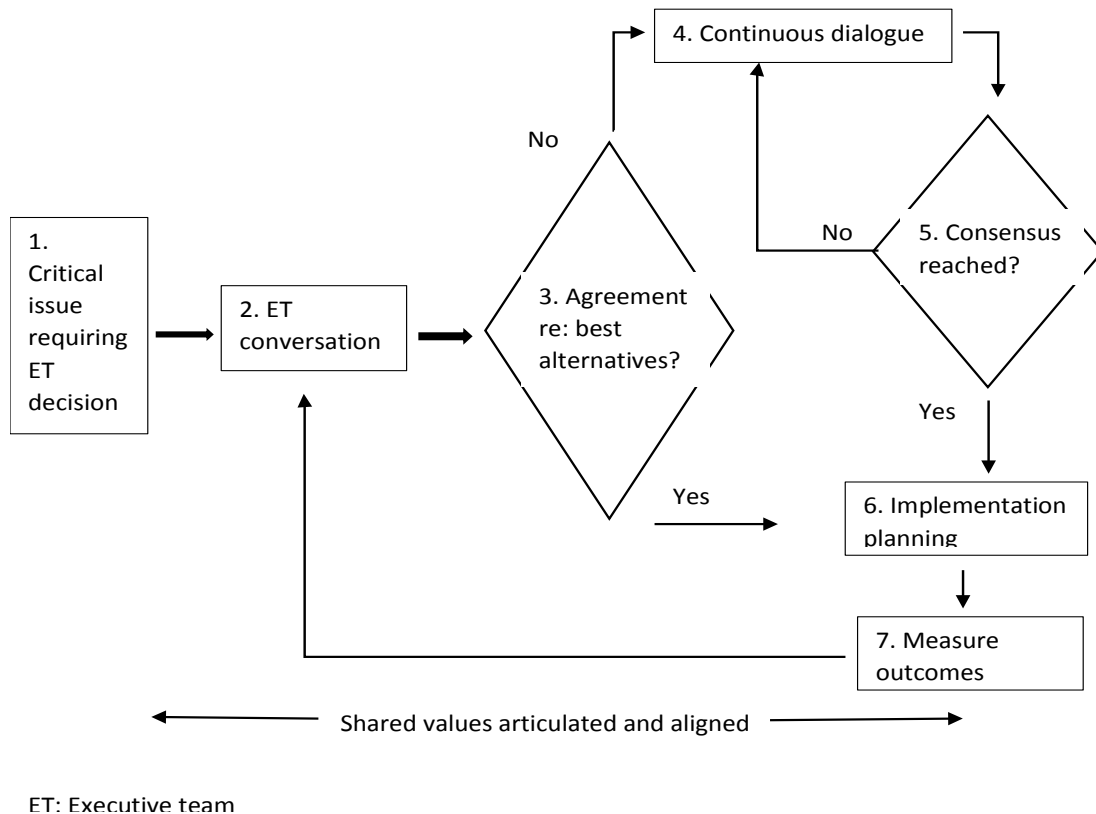 4. Continuous dialogue
No
1.
Critical
issue
requiring
ET
decision
2. ET
conversation
3. Agreement
re: best
alternatives?
No
5. Consensus
reached?
Yes
Yes
6. Implementation
planning
7. Measure
outcomes
Shared values articulated and aligned
ET: Executive team